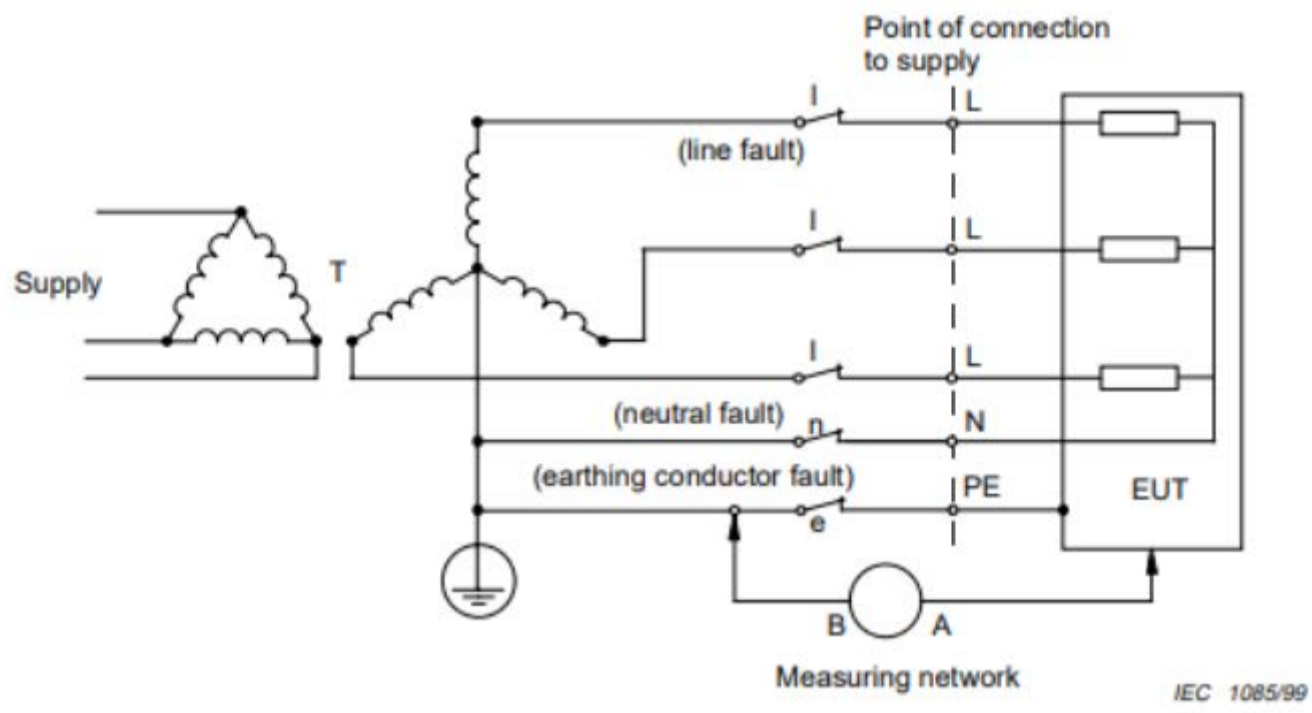 Point of connection
to supply
l
L
(line fault)
l
L
Supply
T
l
L
(neutral fault)
n
N
(earthing conductor fault)
e
PE
EUT
B
A
Measuring network
IEC 1085/99